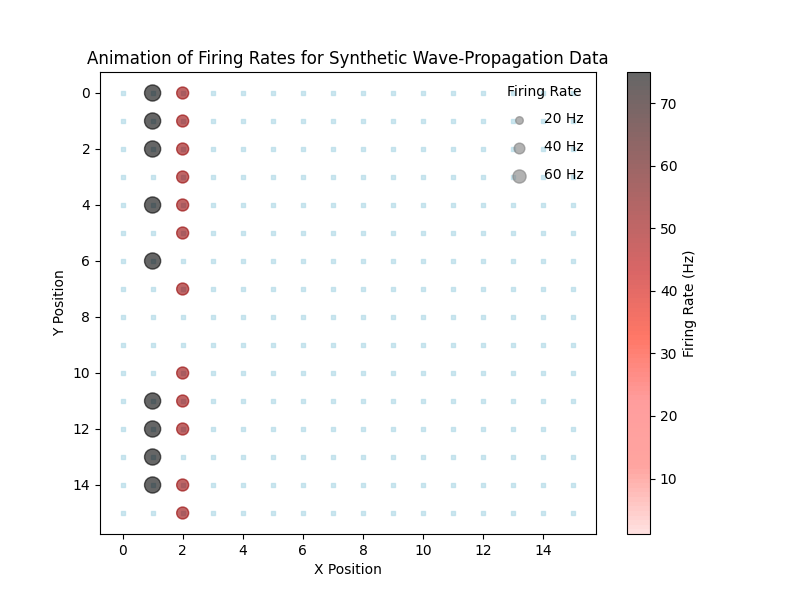 Animation of Firing Rates for Synthetic Wave-Propagation Data
Firing Rate
20 Hz
40 Hz
60 Hz
0
2
4
6
8
10
12
14
Y Position
0 2 4 6 8 10 12 14
X Position
70
60
50
40
30
20
10
Firing Rate (Hz)